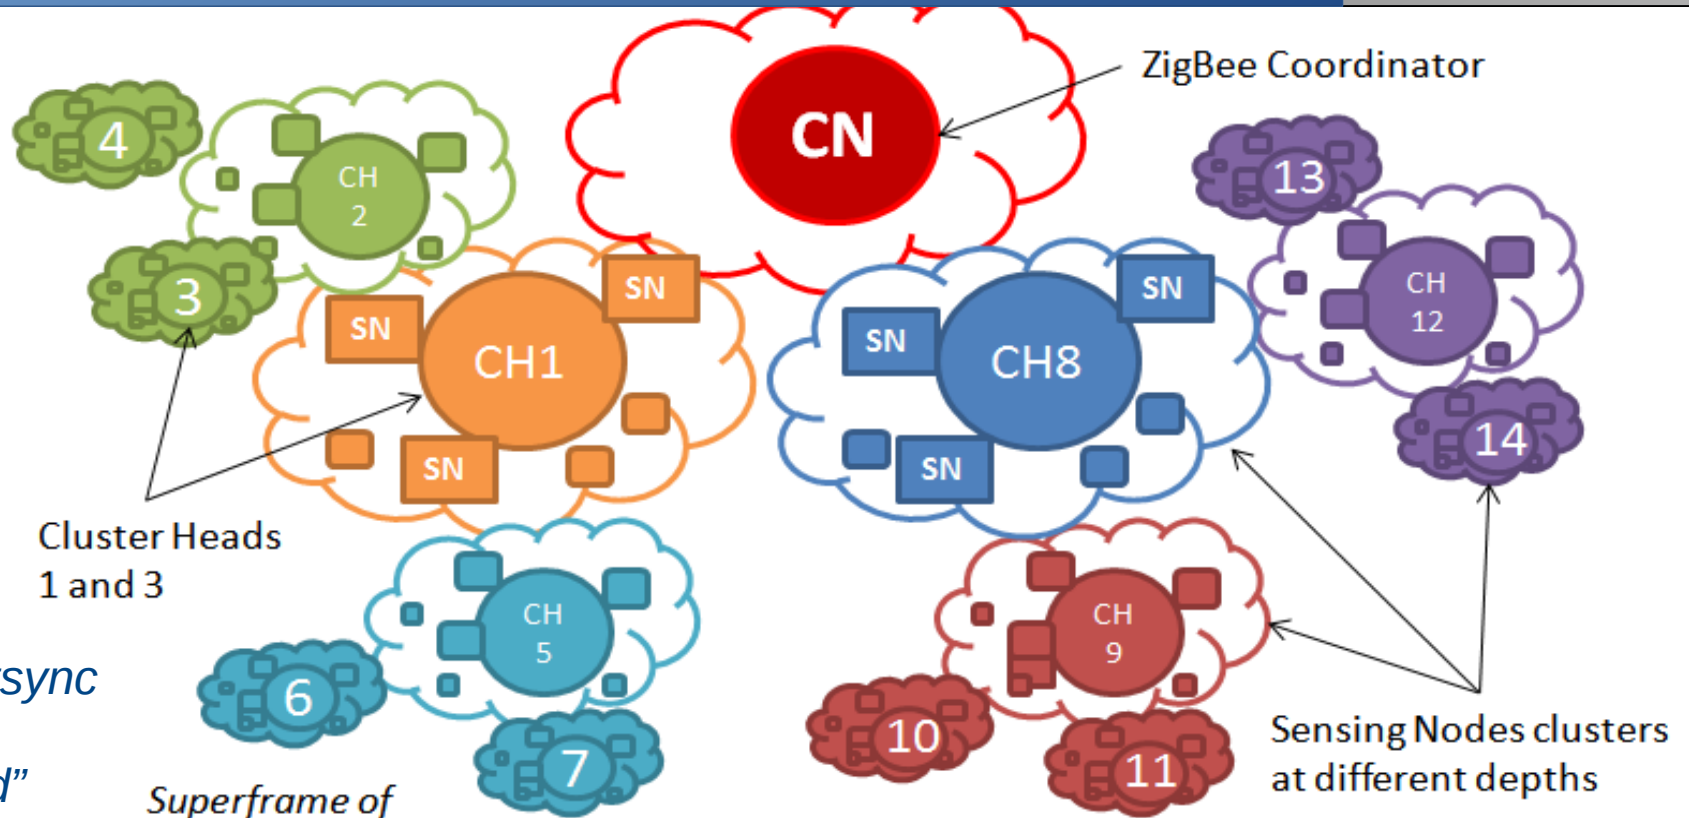 ZigBee Coordinator
CN
4
CH
2
13
3
SN
SN
CH1
SN
SN
SN
CH8
SN
CH
12
14
Cluster Heads
1 and 3
CH
5
CH
9
sync
6
10
7
11
Sensing Nodes clusters
at different depths
d”
Superframe of